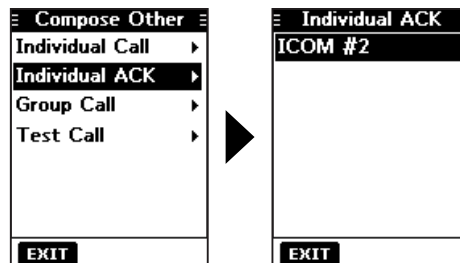 Compose Other
Individual Call
Individual ACK
Group Call
Test Call
EXIT
Individual ACK
ICOM #2
EXIT